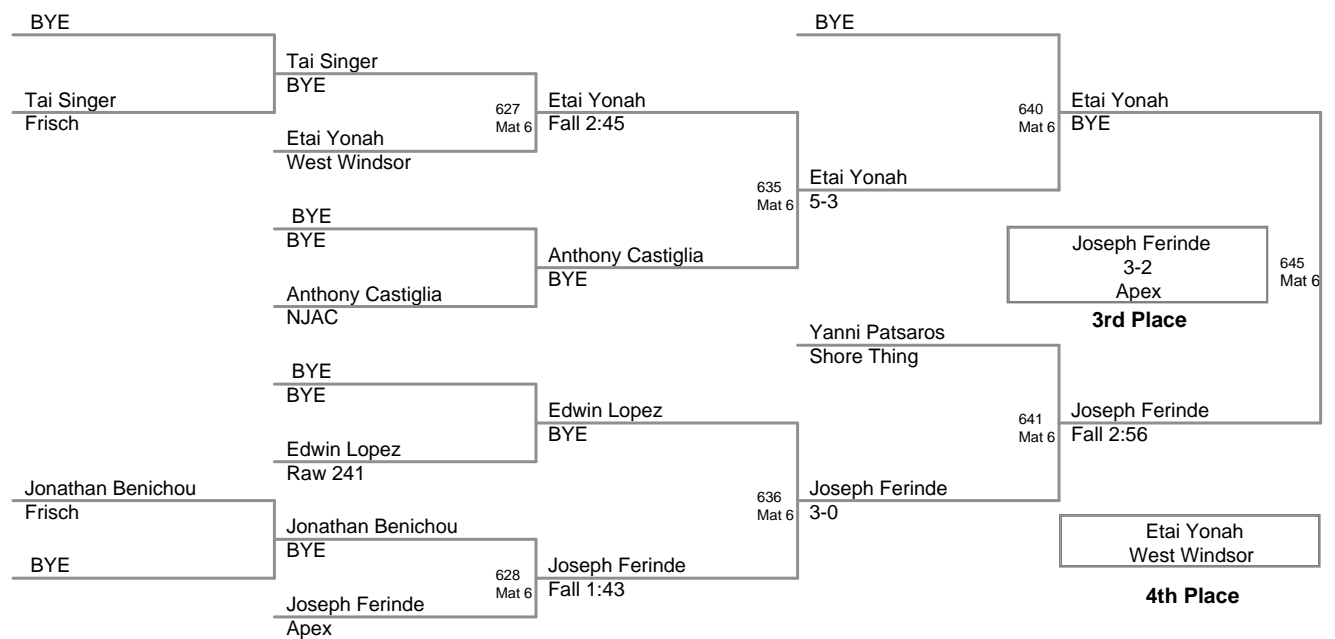 BYE
BYE
Tai Singer
BYE
Tai Singer
Frisch
627
Mat 6
Etai Yonah
Fall 2:45
640
Mat 6
Etai Yonah
BYE
Etai Yonah
West Windsor
635
Mat 6
Etai Yonah
5-3
BYE
BYE
Anthony Castiglia
BYE
Joseph Ferinde
3-2
Apex
645
Mat 6
Anthony Castiglia
NJAC
3rd Place
Yanni Patsaros
Shore Thing
BYE
BYE
Edwin Lopez
BYE
641
Mat 6
Joseph Ferinde
Fall 2:56
Edwin Lopez
Raw 241
Jonathan Benichou
Frisch
636
Mat 6
Joseph Ferinde
3-0
Jonathan Benichou
BYE
Etai Yonah
West Windsor
BYE
628
Mat 6
Joseph Ferinde
Fall 1:43
4th Place
Joseph Ferinde
Apex